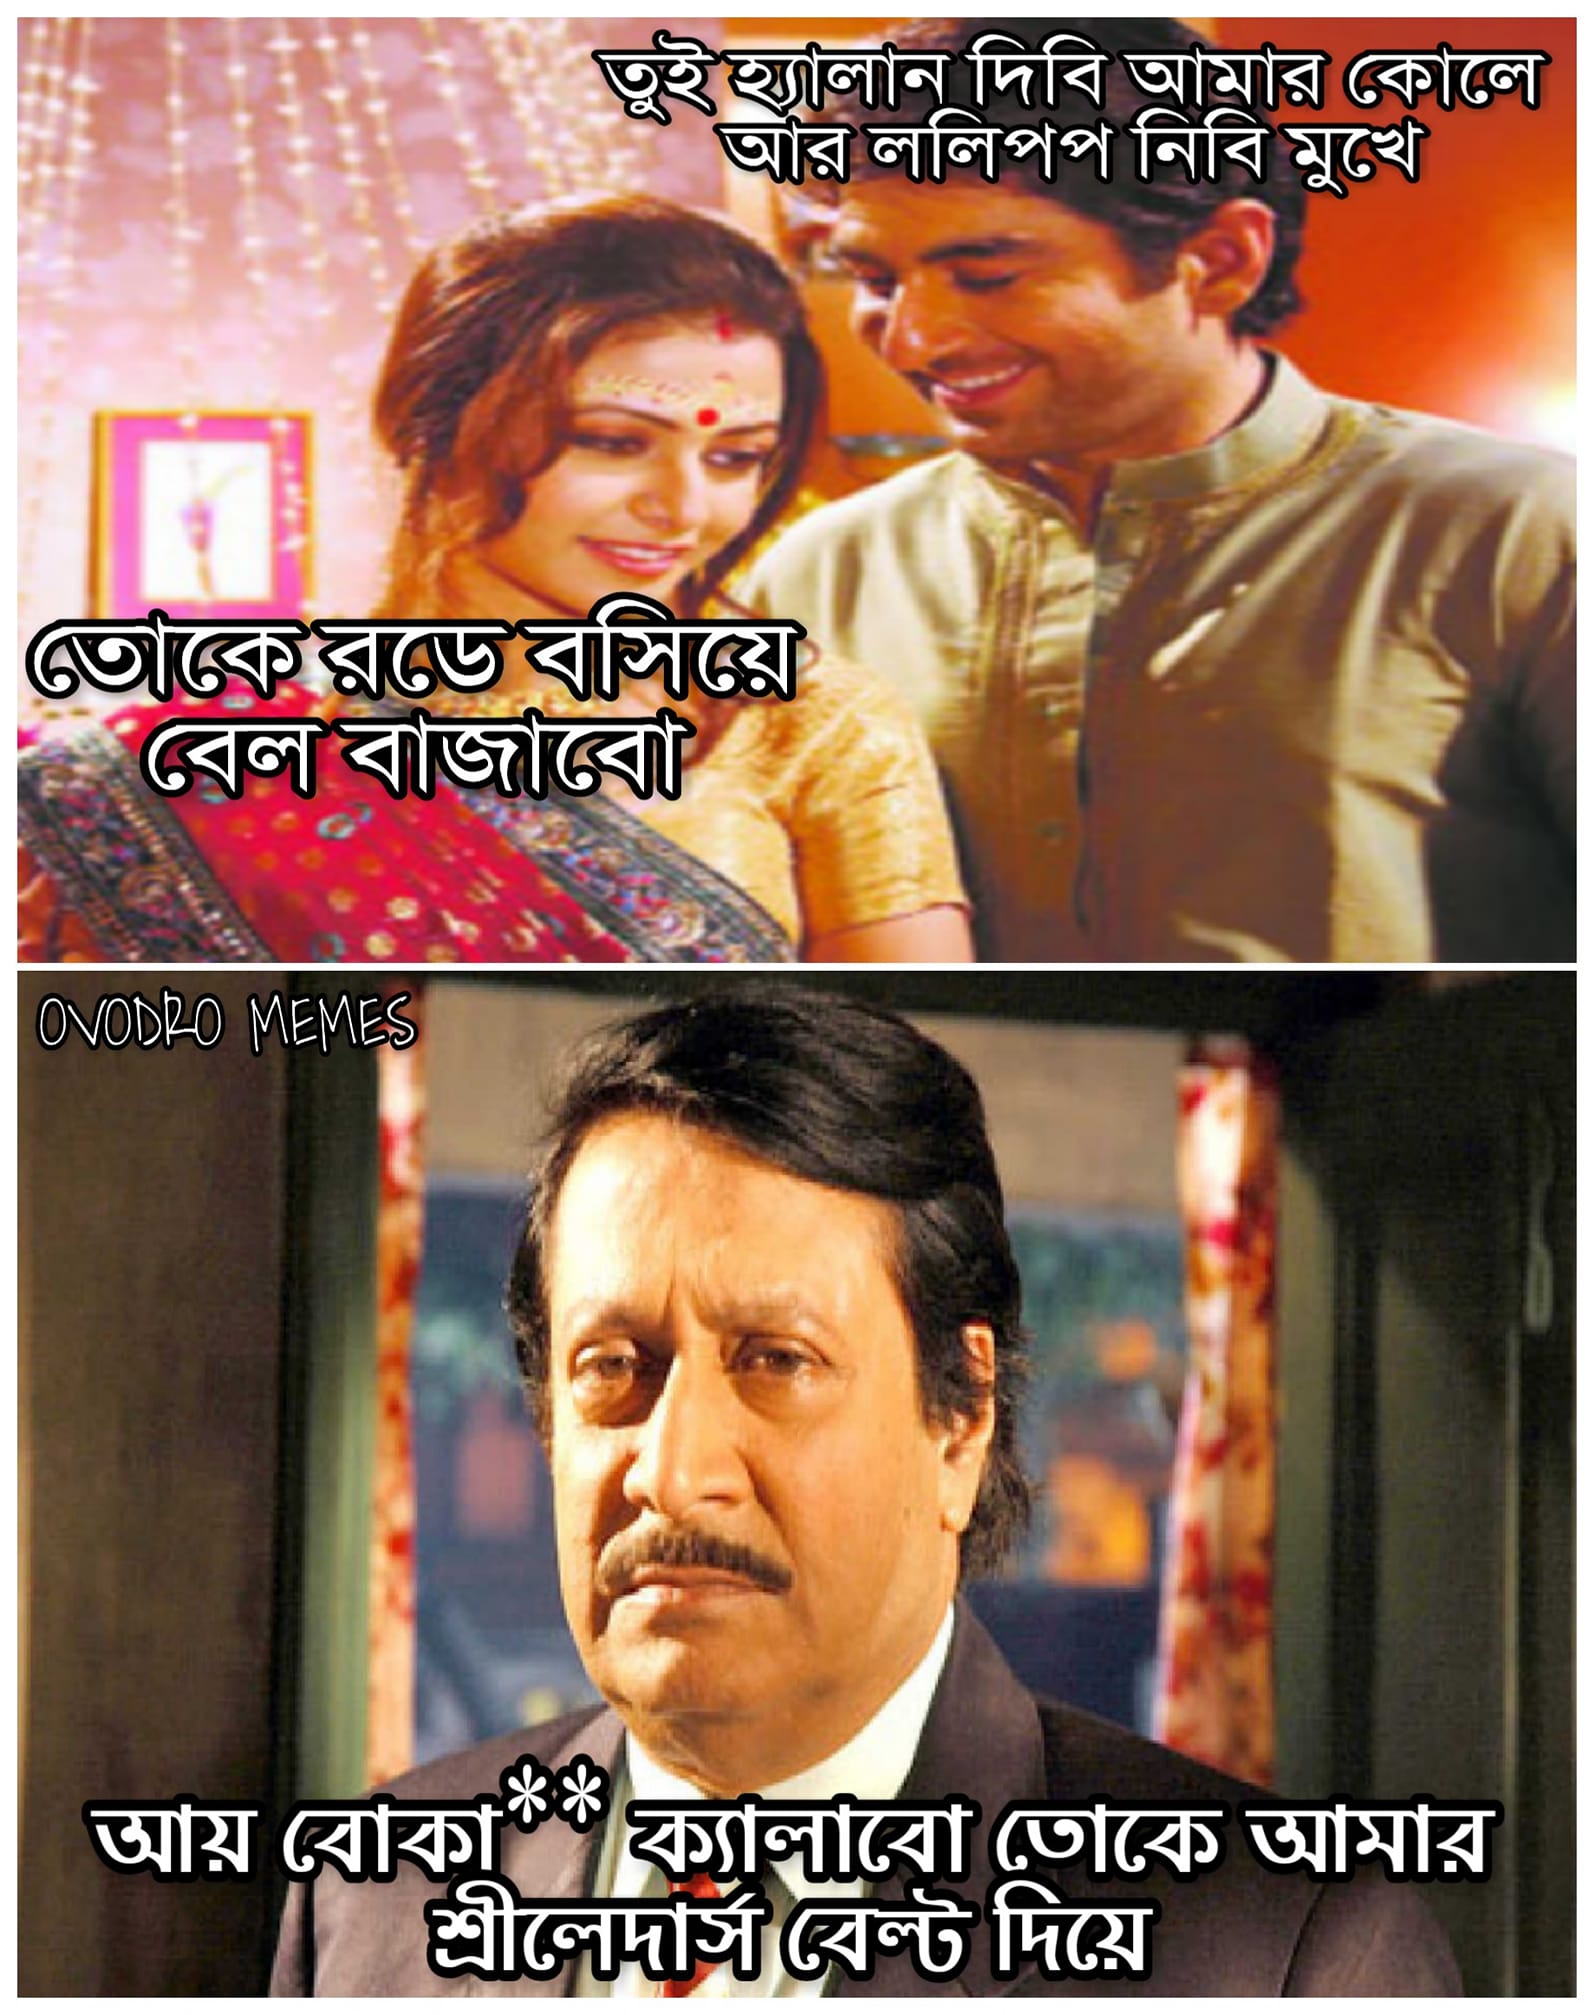 তুই হ্যালান দিবি আমার কোলে
আর ললিপপ নিবি মুখে
তোকে রডে বসিয়ে
বেল বাজাবো
OVODRO MEMES
আয় বোকা** ক্যালাবো তোকে আমার
শ্রীলেদার্স বেল্ট দিয়ে